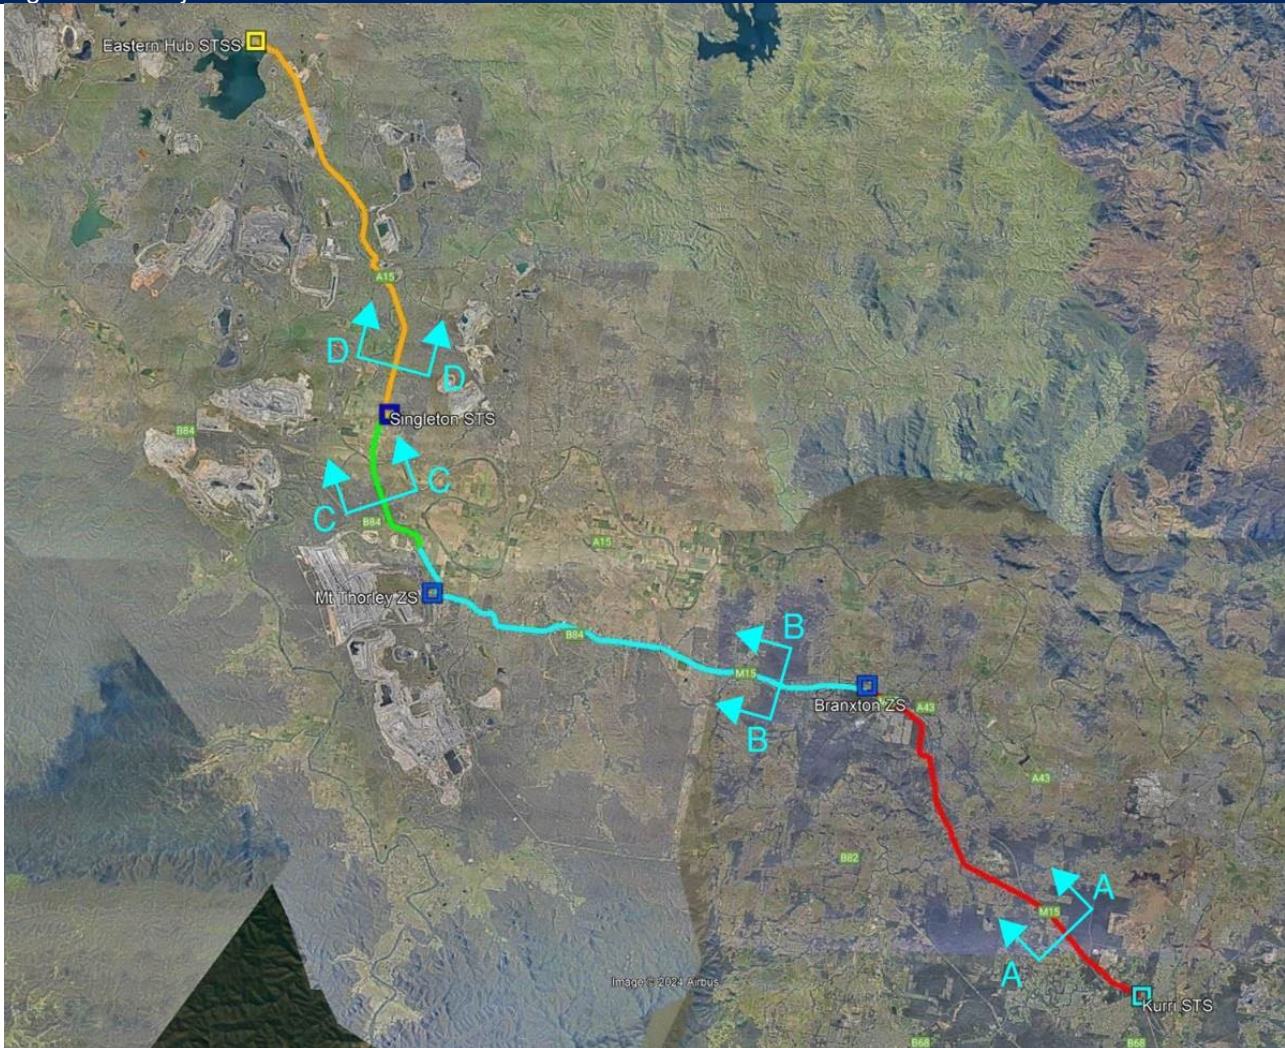 Eastern Hub STSS
A15
D
D
Singleton STS
B84
C
C
B84
A15
Mt Thorley ZS
B84
B
M15
B
Branxton ZS
A43
A43
B82
A
M15
A
Image © 2024 Airbus
Kurri STS
B68
B68